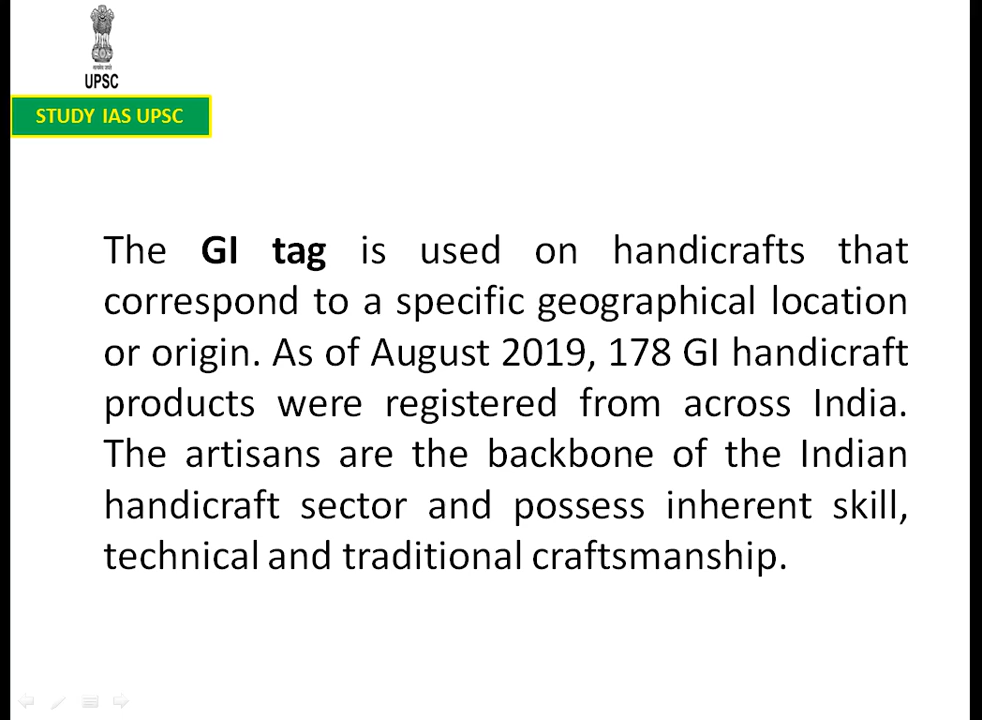 UPSC
STUDY IAS UPSC
The GI tag is used on handicrafts that
correspond to a specific geographical location
or origin. As of August 2019, 178 GI handicraft
products were registered from across India.
The artisans are the backbone of the Indian
handicraft sector and possess inherent skill,
technical and traditional craftsmanship.